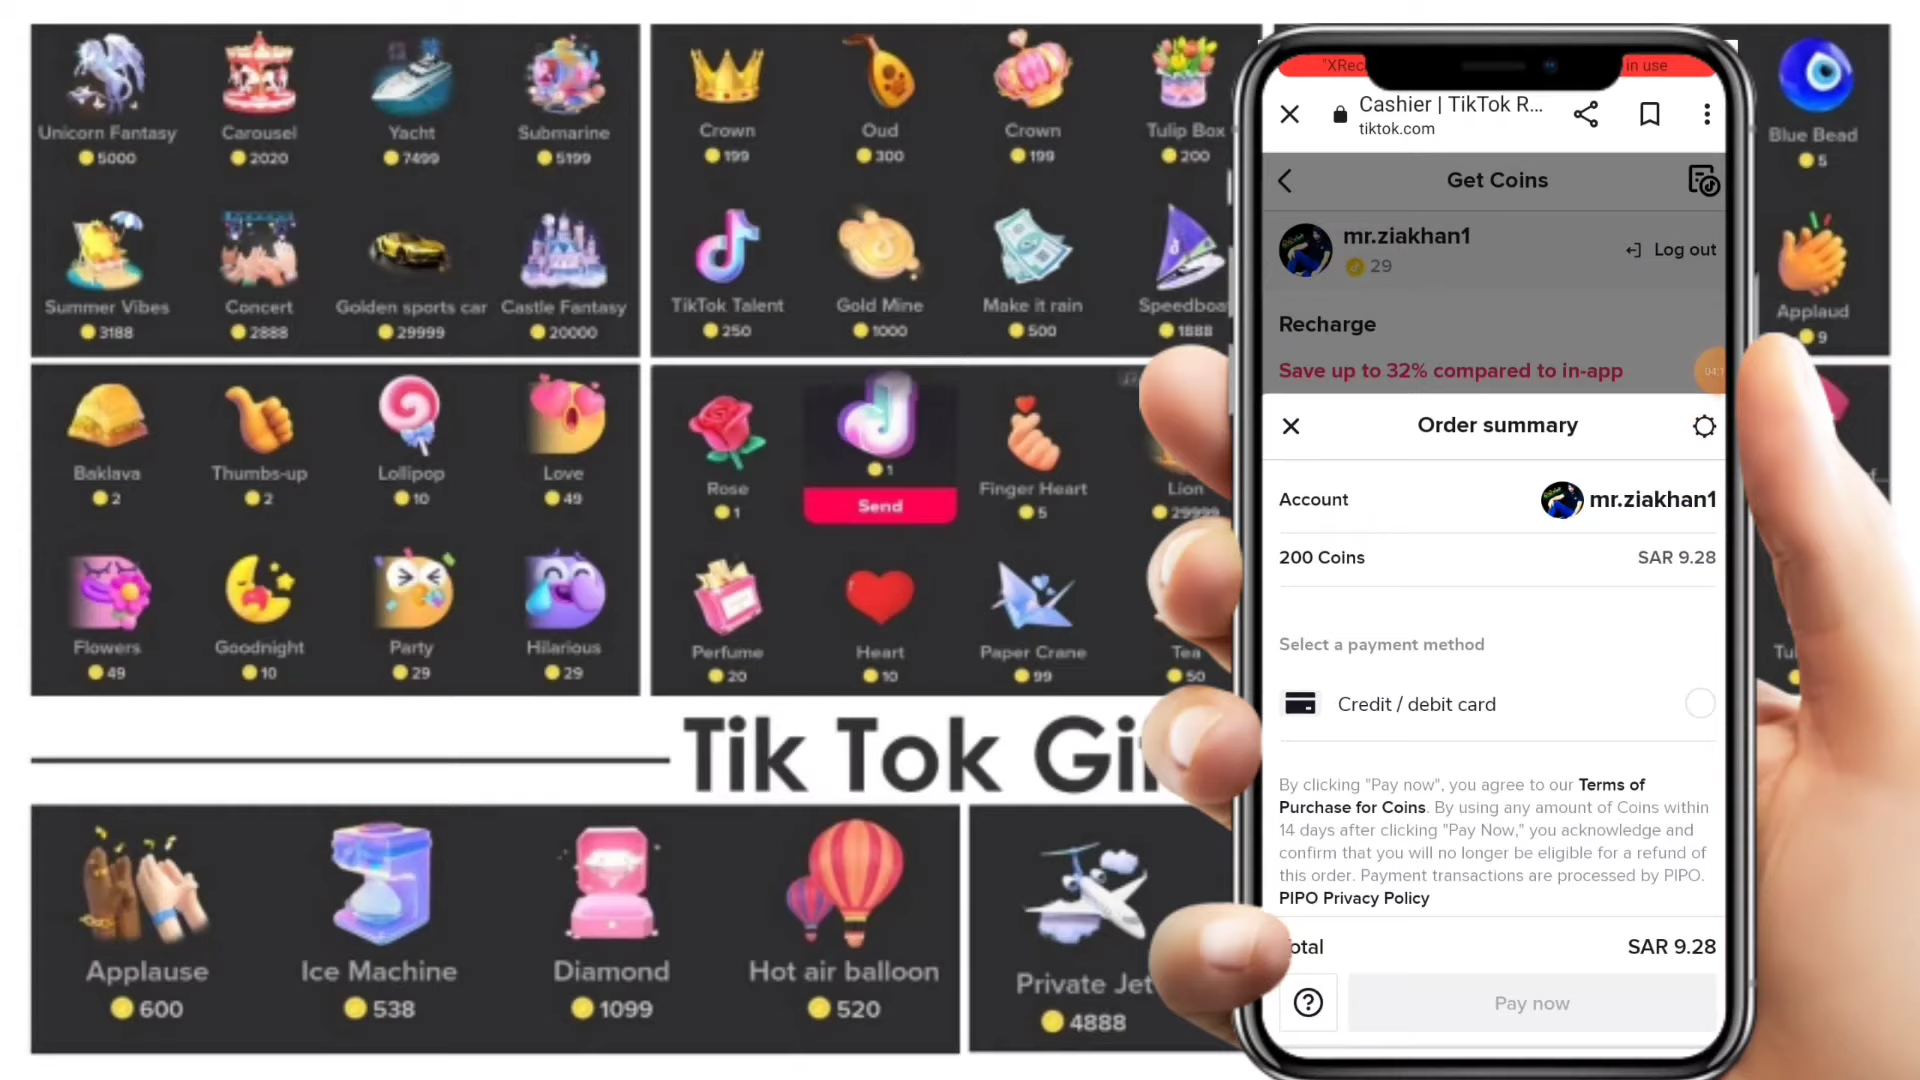 Unicorn Fantasy
5000
Carousel
2020
Yacht
7499
Submarine
5199
Summer Vibes
3188
Concert
2888
Golden sports car
29999
Castle Fantasy
20000
Crown
199
Oud
300
Crown
199
Tulip Box
200
TikTok Talent
250
Gold Mine
1000
Make it rain
500
Speedboa
1888
Blue Bead
5
Applaud
9
Baklava
2
Thumbs-up
2
Lollipop
10
Love
49
Flowers
49
Goodnight
10
Party
29
Hilarious
29
Rose
1
1
Send
Finger Heart
5
Lion
29999
Perfume
20
Heart
10
Paper Crane
99
Tea
50
Tu
Tik Tok Gi
Applause
600
Ice Machine
538
Diamond
1099
Hot air balloon
520
Private Jet
4888
"XRec
in use
Cashier | TikTok R...
tiktok.com
Get Coins
mr.ziakhan1
29
Log out
Recharge
Save up to 32% compared to in-app
04:1
Order summary
Account
mr.ziakhan1
200 Coins
SAR 9.28
Select a payment method
Credit / debit card
By clicking "Pay now", you agree to our Terms of
Purchase for Coins. By using any amount of Coins within
14 days after clicking "Pay Now," you acknowledge and
confirm that you will no longer be eligible for a refund of
this order. Payment transactions are processed by PIPO.
PIPO Privacy Policy
otal
SAR 9.28
Pay now